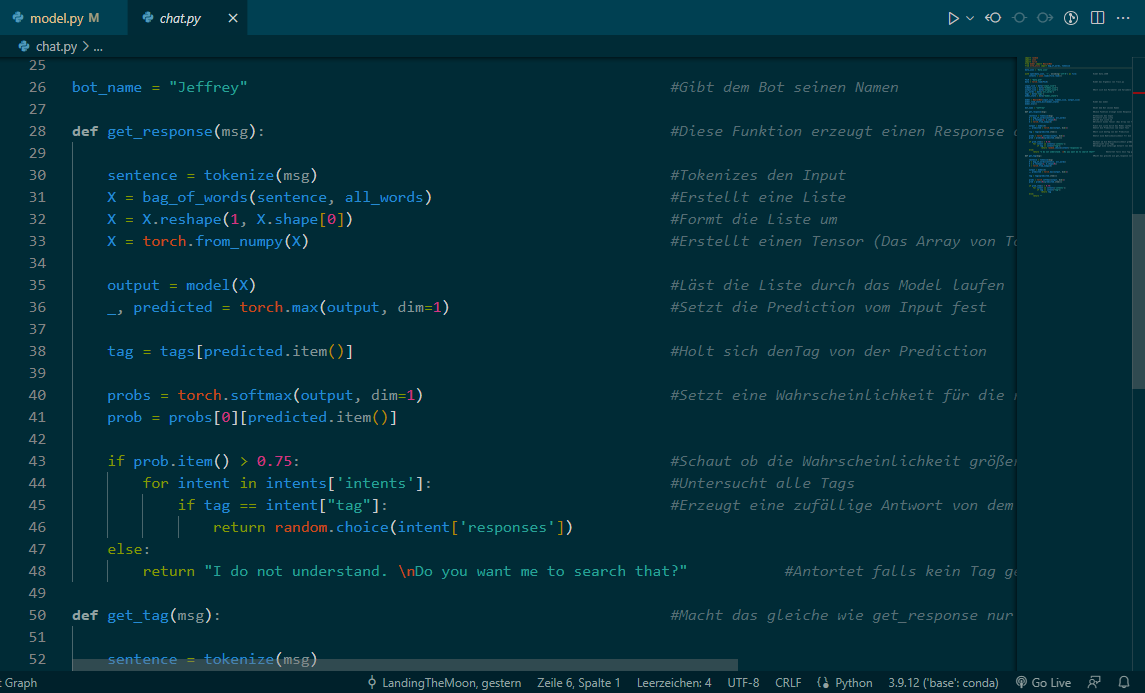 model.py M
chat.py
chat.py > ...
25
26 bot_name = "Jeffrey" #Gibt dem Bot seinen Namen
27
28 def get_response(msg): #Diese Funktion erzeugt einen Response
29
30 sentence = tokenize(msg) #Tokenizes den Input
31 X = bag_of_words(sentence, all_words) #Erstellt eine Liste
32 X = X.reshape(1, X.shape[0]) #Formt die Liste um
33 X = torch.from_numpy(X) #Erstellt einen Tensor (Das Array von
34
35 output = model(X) #Läst die Liste durch das Model laufen
36 _, predicted = torch.max(output, dim=1) #Setzt die Prediction vom Input fest
37
38 tag = tags[predicted.item()] #Holt sich denTag von der Prediction
39
40 probs = torch.softmax(output, dim=1) #Setzt eine Wahrscheinlichkeit für die
41 prob = probs[0][predicted.item()]
42
43 if prob.item() > 0.75: #Schaut ob die Wahrscheinlichkeit größer
44 for intent in intents['intents']: #Untersucht alle Tags
45 if tag == intent["tag"]: #Erzeugt eine zufällige Antwort von dem
46 return random.choice(intent['responses'])
47 else:
48 return "I do not understand. \nDo you want me to search that?" #Antortet falls kein Tag
49
50 def get_tag(msg): #Macht das gleiche wie get_response nur
51
52 sentence = tokenize(msg)
Graph LandingTheMoon, gestern Zeile 6, Spalte 1 Leerzeichen: 4 UTF-8 CRLF Python 3.9.12 ('base': conda) Go Live